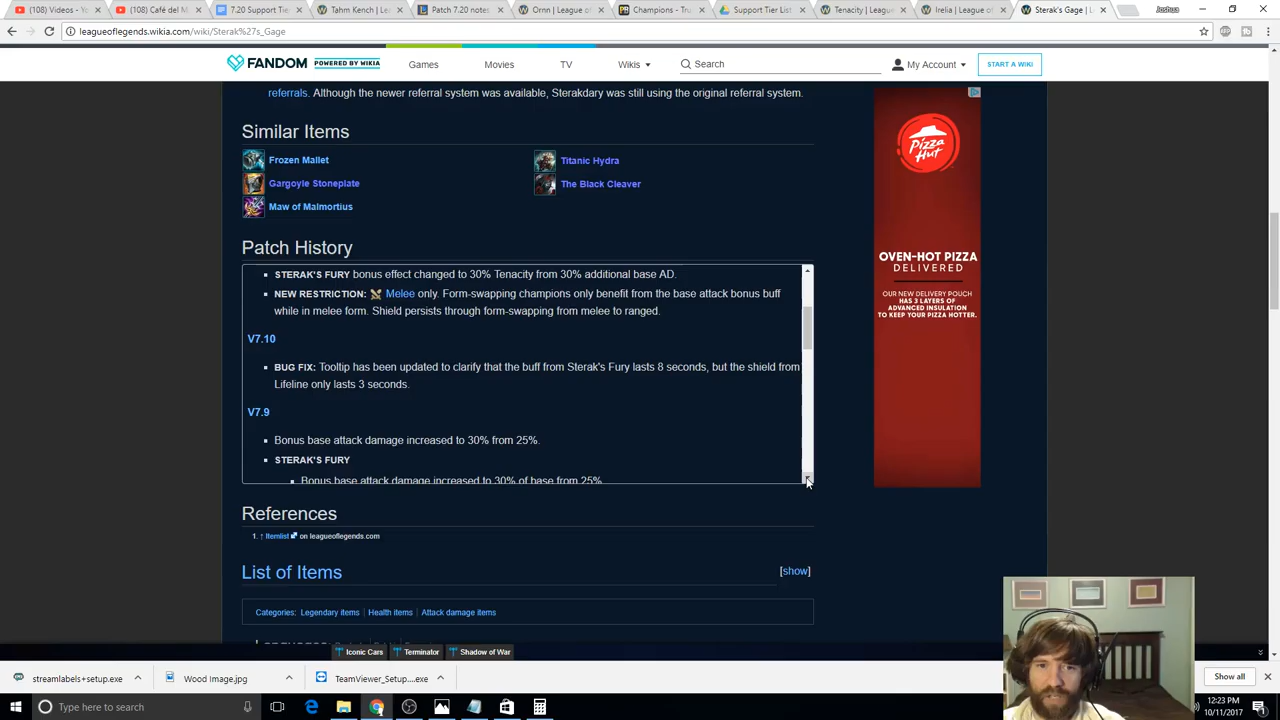 (108) Videos - Yo
(108) Café del M
7.20 Support Tie
Tahm Kench | L
Patch 7.20 notes
Ornn | League o
Champions - Tru
Support Tier List
Tenacity | Leagu
Irelia | League of
Sterak's Gage | L
Joshua
leagueoflegends.wikia.com/wiki/Sterak%27s_Gage
FANDOM POWERED BY WIKIA
Games
Movies
TV
Wikis
Search
My Account
START A WIKI
referrals. Although the newer referral system was available, Sterakdary was still using the original referral system.
Similar Items
Frozen Mallet
Titanic Hydra
Gargoyle Stoneplate
The Black Cleaver
Maw of Malmortius
Patch History
STERAK'S FURY bonus effect changed to 30% Tenacity from 30% additional base AD.
NEW RESTRICTION: Melee only. Form-swapping champions only benefit from the base attack bonus buff
while in melee form. Shield persists through form-swapping from melee to ranged.
V7.10
BUG FIX: Tooltip has been updated to clarify that the buff from Sterak's Fury lasts 8 seconds, but the shield from
Lifeline only lasts 3 seconds.
V7.9
Bonus base attack damage increased to 30% from 25%.
STERAK'S FURY
Bonus base attack damage increased to 30% of base from 25%.
Pizza Hut
OVEN-HOT PIZZA
DELIVERED
OUR NEW DELIVERY POUCH
HAS 3 LAYERS OF
ADVANCED INSULATION
TO KEEP YOUR PIZZA HOTTER.
References
1. ↑ Itemlist on leagueoflegends.com
List of Items
[show]
Categories: Legendary items Health items Attack damage items
Iconic Cars
Terminator
Shadow of War
streamlabels+setup.exe
Wood Image.jpg
TeamViewer_Setup....exe
Show all
Type here to search
12:23 PM
10/11/2017